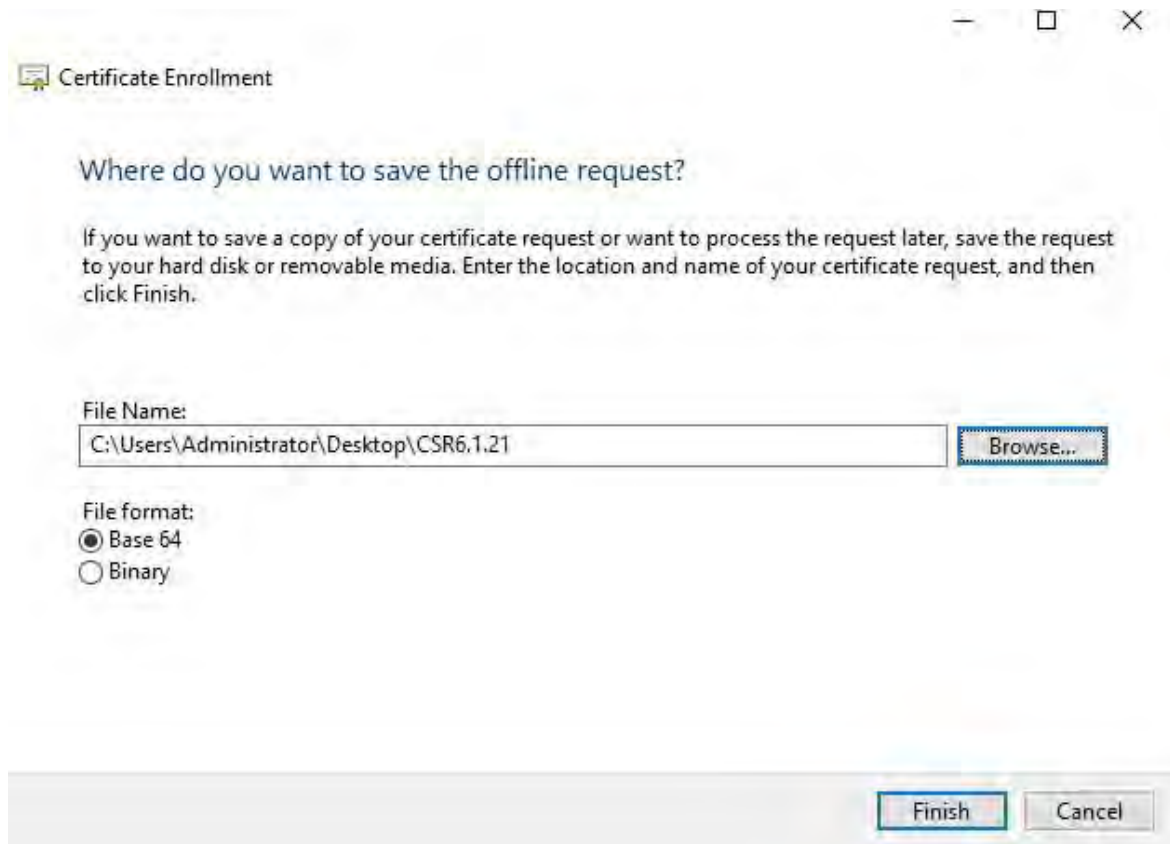 Certificate Enrollment
Where do you want to save the offline request?
If you want to save a copy of your certificate request or want to process the request later, save the request
to your hard disk or removable media. Enter the location and name of your certificate request, and then
click Finish.
File Name:
C:\Users\Administrator\Desktop\CSR6.1.21
Browse...
File format:
Base 64
Binary
Finish
Cancel